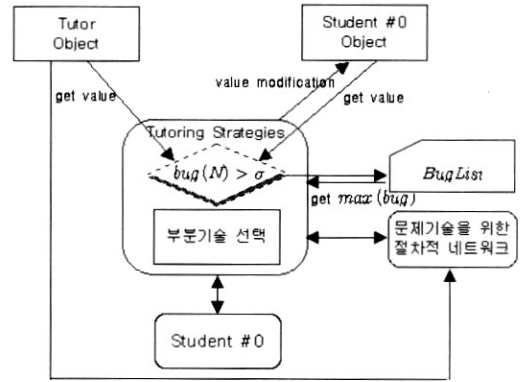 Tutor
Object
Student #0
Object
value modification
get value
get value
Tutoring Strategies
bug(N) > σ
BugList
get max(bug)
부분기술 선택
문제기술을 위한
절차적 네트워크
Student #0